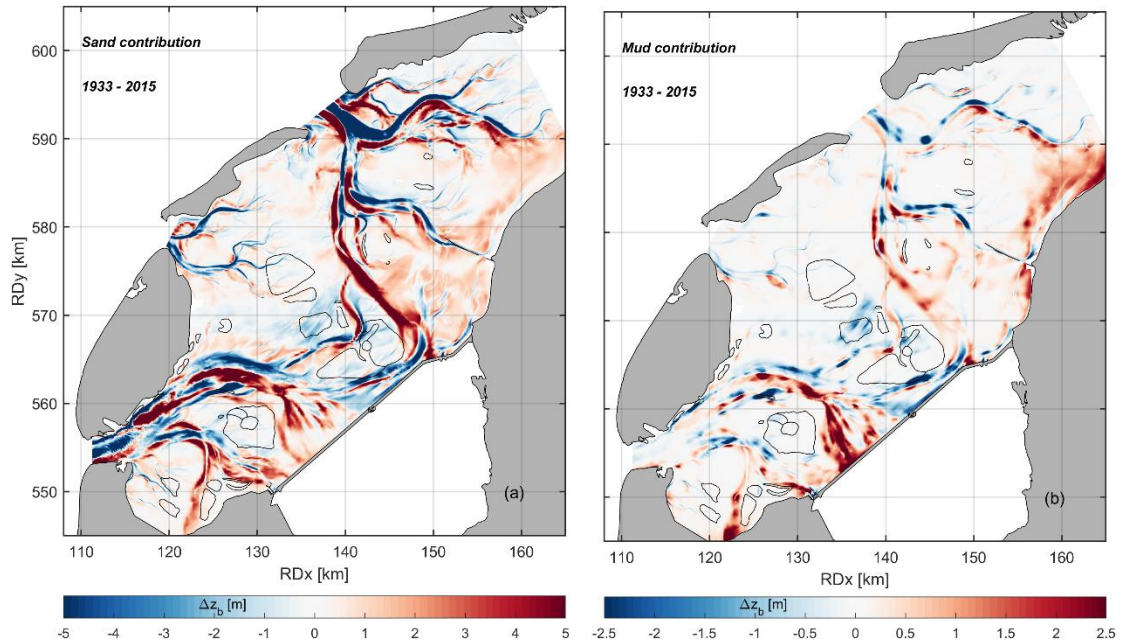 Sand contribution
1933 - 2015
600
590
580
570
560
550
RDy [km]
110 120 130 140 150 160
RDx [km]
(a)
Δz_b [m]
-5 -4 -3 -2 -1 0 1 2 3 4 5
Mud contribution
1933 - 2015
110 120 130 140 150 160
RDx [km]
(b)
Δz_b [m]
-2.5 -2 -1.5 -1 -0.5 0 0.5 1 1.5 2 2.5